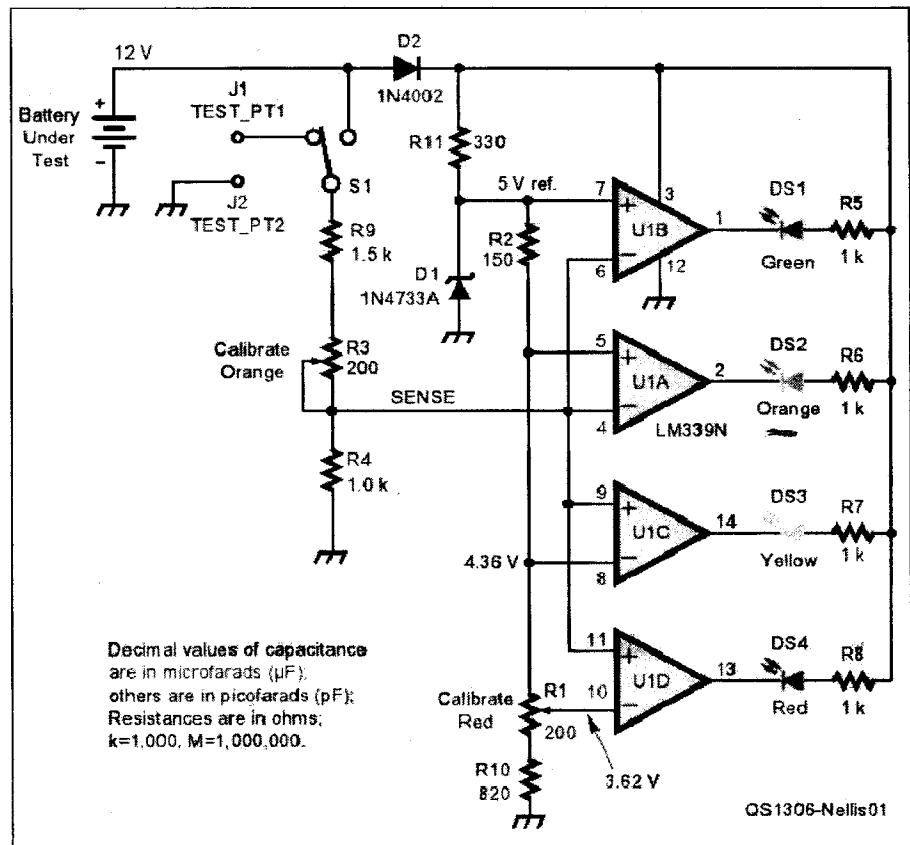 12 V
D2
1N4002
J1
TEST_PT1
Battery
Under
Test
+
−
R11
330
J2
TEST_PT2
S1
5 V ref.
7
3
U1B
1
6
12
DS1
Green
R5
1 k
R9
1.5 k
R2
150
D1
1N4733A
Calibrate
Orange
R3
200
5
U1A
2
4
LM339N
DS2
Orange
R6
1 k
SENSE
R4
1.0 k
9
U1C
14
8
DS3
Yellow
R7
1 k
4.36 V
11
U1D
13
10
DS4
Red
R8
1 k
Decimal values of capacitance
are in microfarads (µF);
others are in picofarads (pF);
Resistances are in ohms;
k=1,000, M=1,000,000.
Calibrate
Red
R1
200
R10
820
3.62 V
QS1306-Nellis01